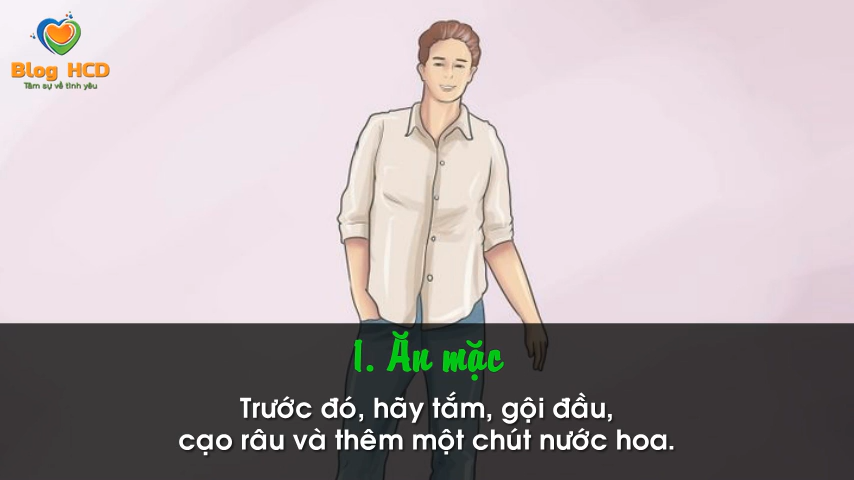 Blog HCD
Tâm sự về tình yêu
1. Ăn mặc
Trước đó, hãy tắm, gội đầu,
cạo râu và thêm một chút nước hoa.